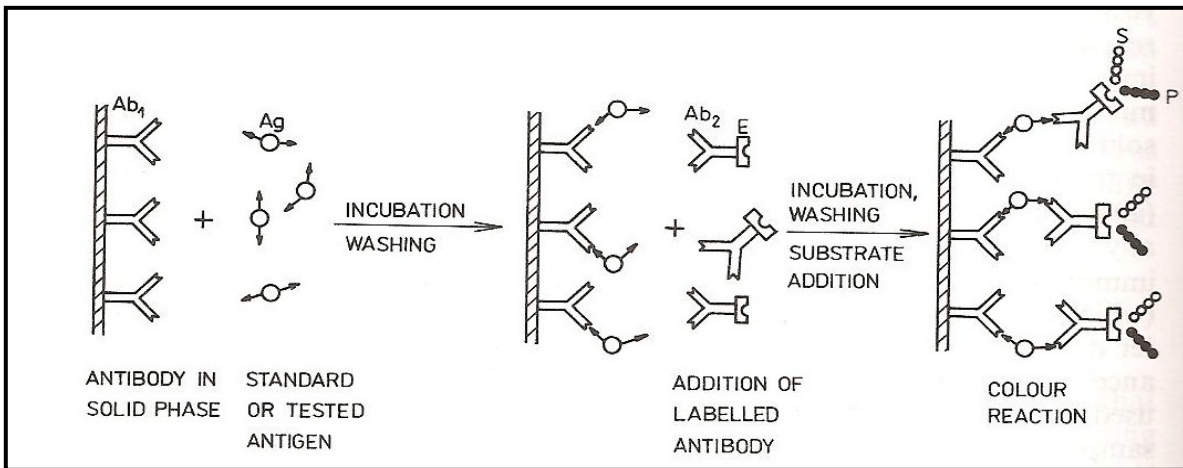 Ab₁
Ag
+
INCUBATION
WASHING
ANTIBODY IN
SOLID PHASE
STANDARD
OR TESTED
ANTIGEN
Ab₂
E
+
INCUBATION,
WASHING
SUBSTRATE
ADDITION
ADDITION OF
LABELLED
ANTIBODY
S
P
COLOUR
REACTION